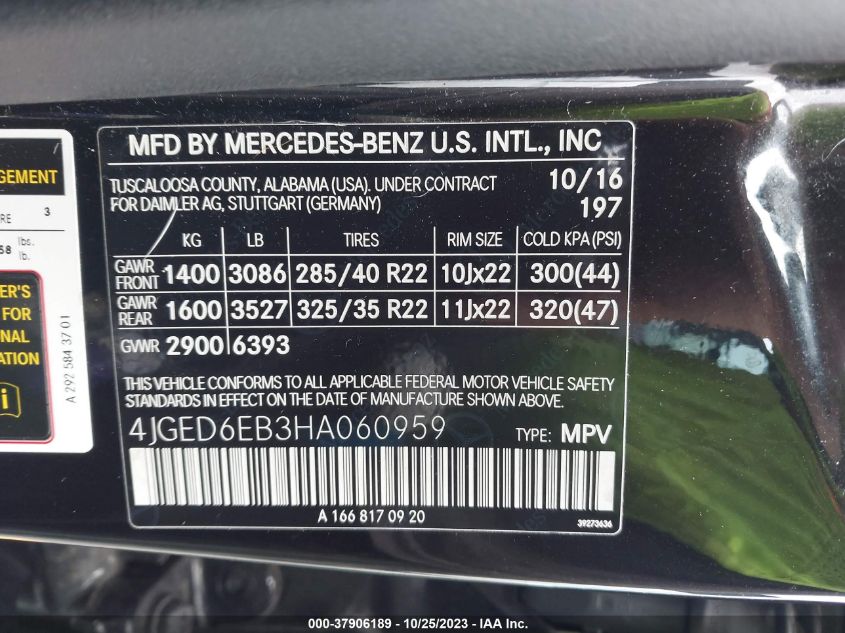 MFD BY MERCEDES-BENZ U.S. INTL., INC
TUSCALOOSA COUNTY, ALABAMA (USA). UNDER CONTRACT 10/16
FOR DAIMLER AG, STUTTGART (GERMANY) 197
KG LB TIRES RIM SIZE COLD KPA (PSI)
GAWR FRONT 1400 3086 285/40 R22 10Jx22 300(44)
GAWR REAR 1600 3527 325/35 R22 11Jx22 320(47)
GVWR 2900 6393
THIS VEHICLE CONFORMS TO ALL APPLICABLE FEDERAL MOTOR VEHICLE SAFETY
STANDARDS IN EFFECT ON THE DATE OF MANUFACTURE SHOWN ABOVE.
4JGED6EB3HA060959 TYPE: MPV
A 166 817 09 20
39273636
GEMENT
RE 3
58 lbs.
lb.
ER'S
FOR
NAL
ATION
i
A 292 584 37 01
000-37906189 - 10/25/2023 - IAA Inc.